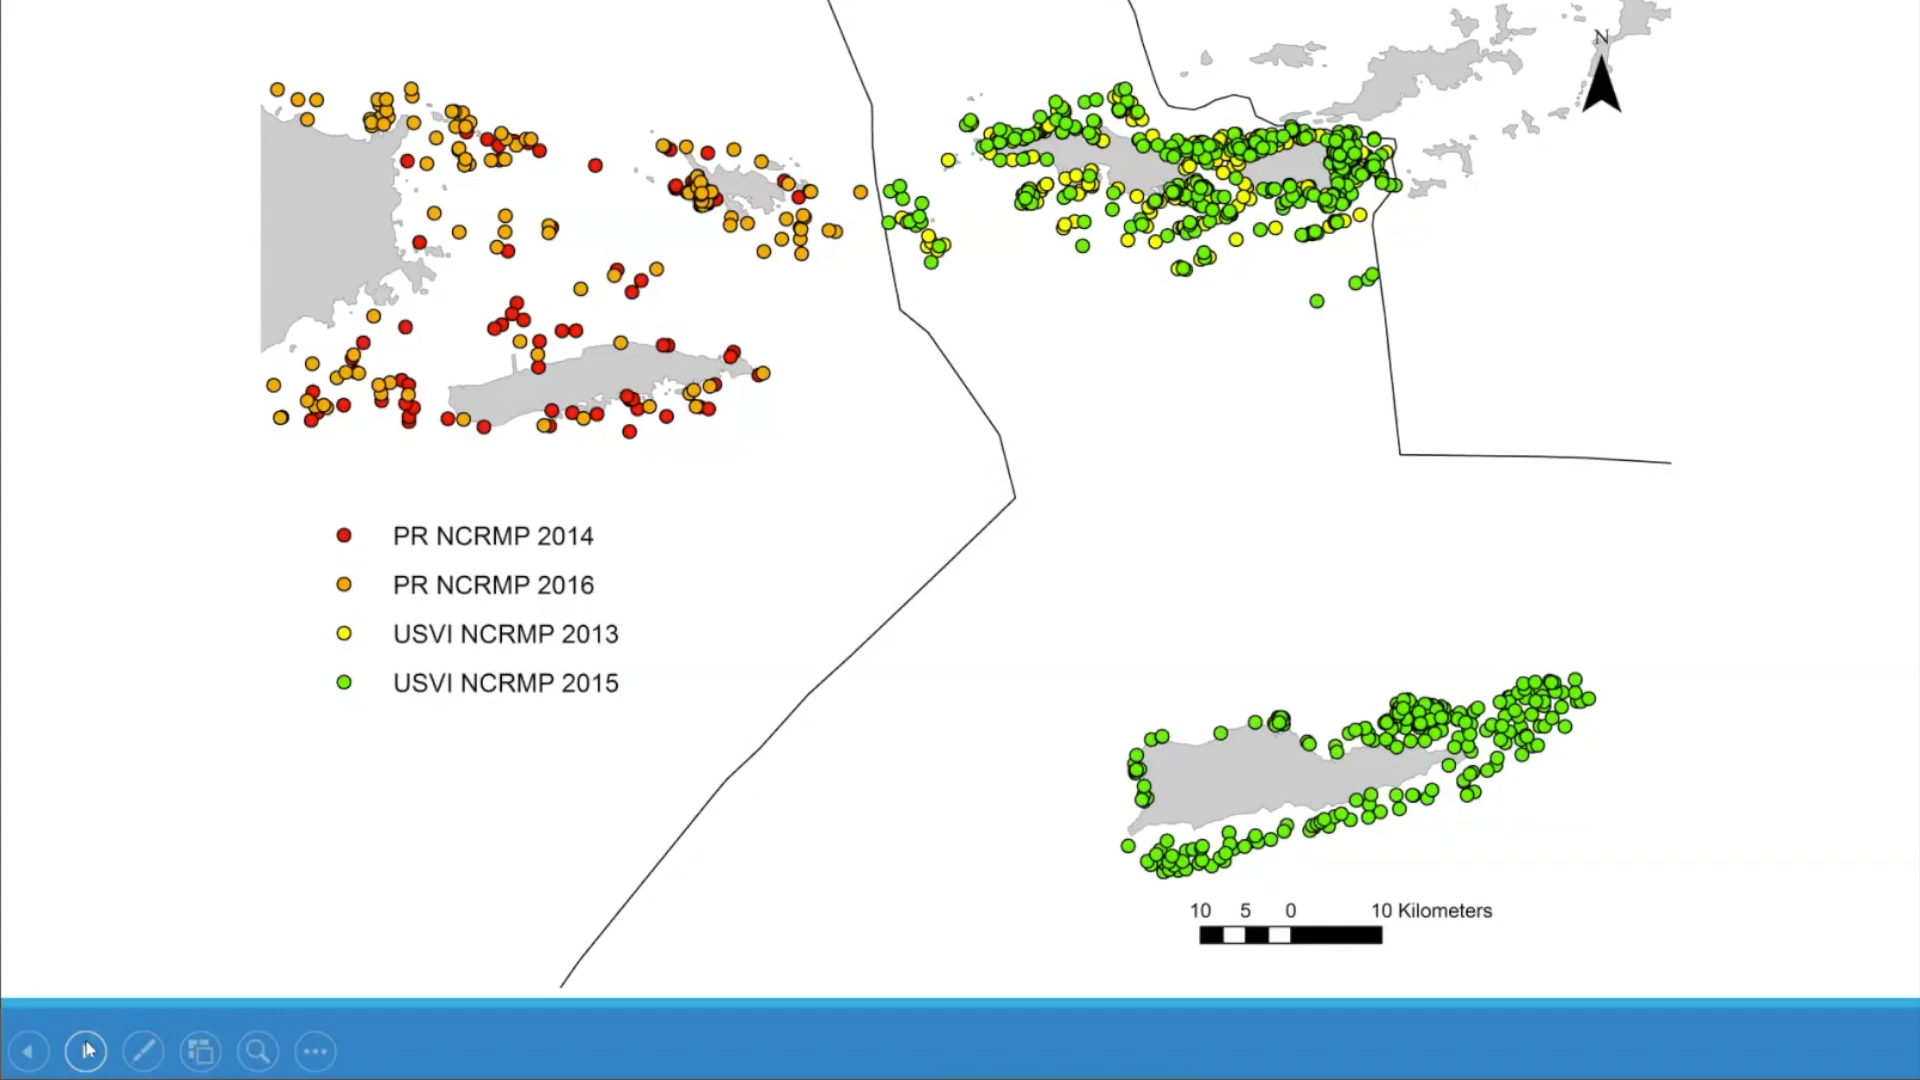 N
PR NCRMP 2014
PR NCRMP 2016
USVI NCRMP 2013
USVI NCRMP 2015
10 5 0 10 Kilometers